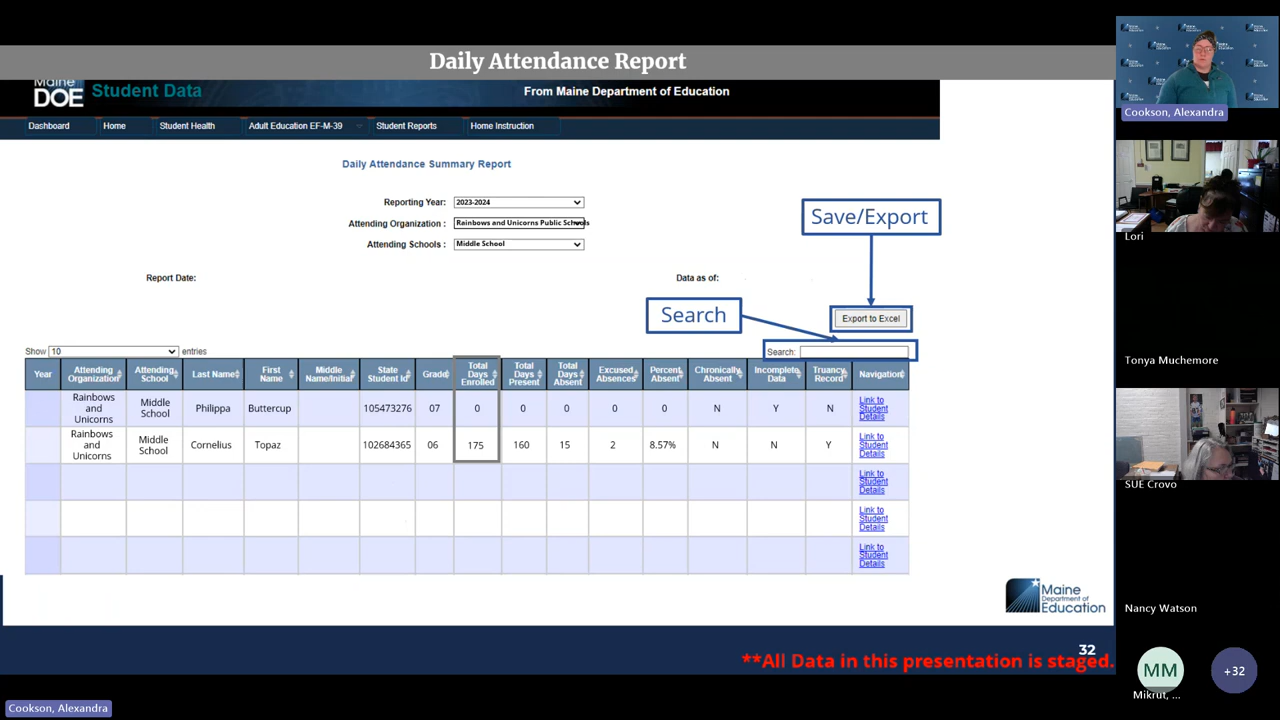 Daily Attendance Report
Maine
DOE
Student Data
From Maine Department of Education
Dashboard Home Student Health Adult Education EF-M-39 Student Reports Home Instruction
Daily Attendance Summary Report
Reporting Year: 2023-2024
Attending Organization : Rainbows and Unicorns Public Schools
Attending Schools : Middle School
Save/Export
Report Date: Data as of:
Search
Export to Excel
Show 10 entries Search:
Year Attending Organization Attending School Last Name First Name Middle Name/Initial State Student Id Grade Total Days Enrolled Total Days Present Total Days Absent Excused Absences Percent Absent Chronically Absent Incomplete Data Truancy Record Navigation
Rainbows and Unicorns Middle School Philippa Buttercup 105473276 07 0 0 0 0 0 N Y N Link to Student Details
Rainbows and Unicorns Middle School Cornelius Topaz 102684365 06 175 160 15 2 8.57% N N Y Link to Student Details
Link to Student Details
Link to Student Details
Link to Student Details
Maine
Department of
Education
32
**All Data in this presentation is staged.
Cookson, Alexandra
Cookson, Alexandra
Lori
Tonya Muchemore
SUE Crovo
Nancy Watson
MM
Mikrut, ...
+32